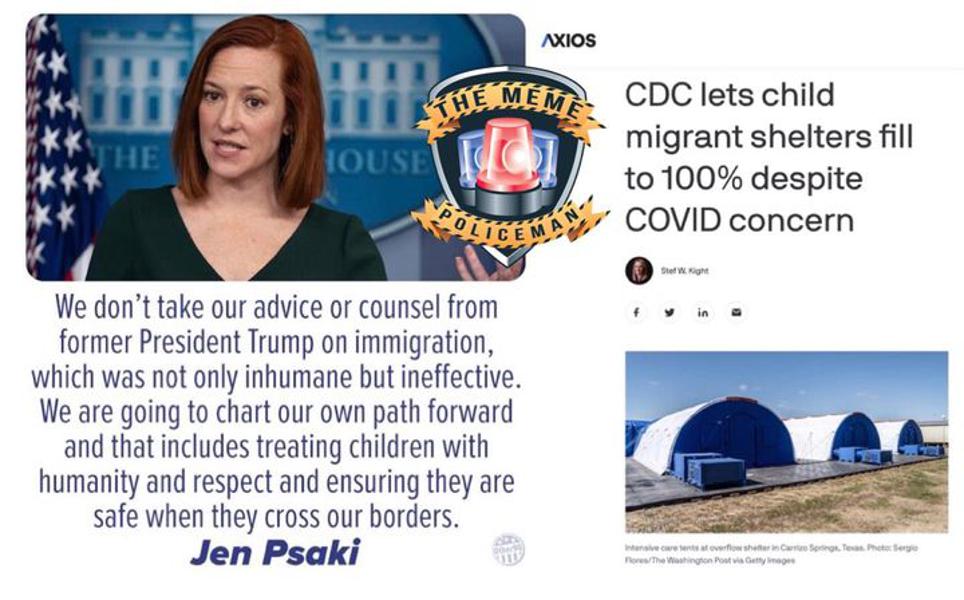 THE WHITE HOUSE
THE MEME
POLICEMAN
We don't take our advice or counsel from
former President Trump on immigration,
which was not only inhumane but ineffective.
We are going to chart our own path forward
and that includes treating children with
humanity and respect and ensuring they are
safe when they cross our borders.
Jen Psaki
AXIOS
CDC lets child
migrant shelters fill
to 100% despite
COVID concern
Stef W. Kight
Intensive care tents at overflow shelter in Carrizo Springs, Texas. Photo: Sergio
Flores/The Washington Post via Getty Images